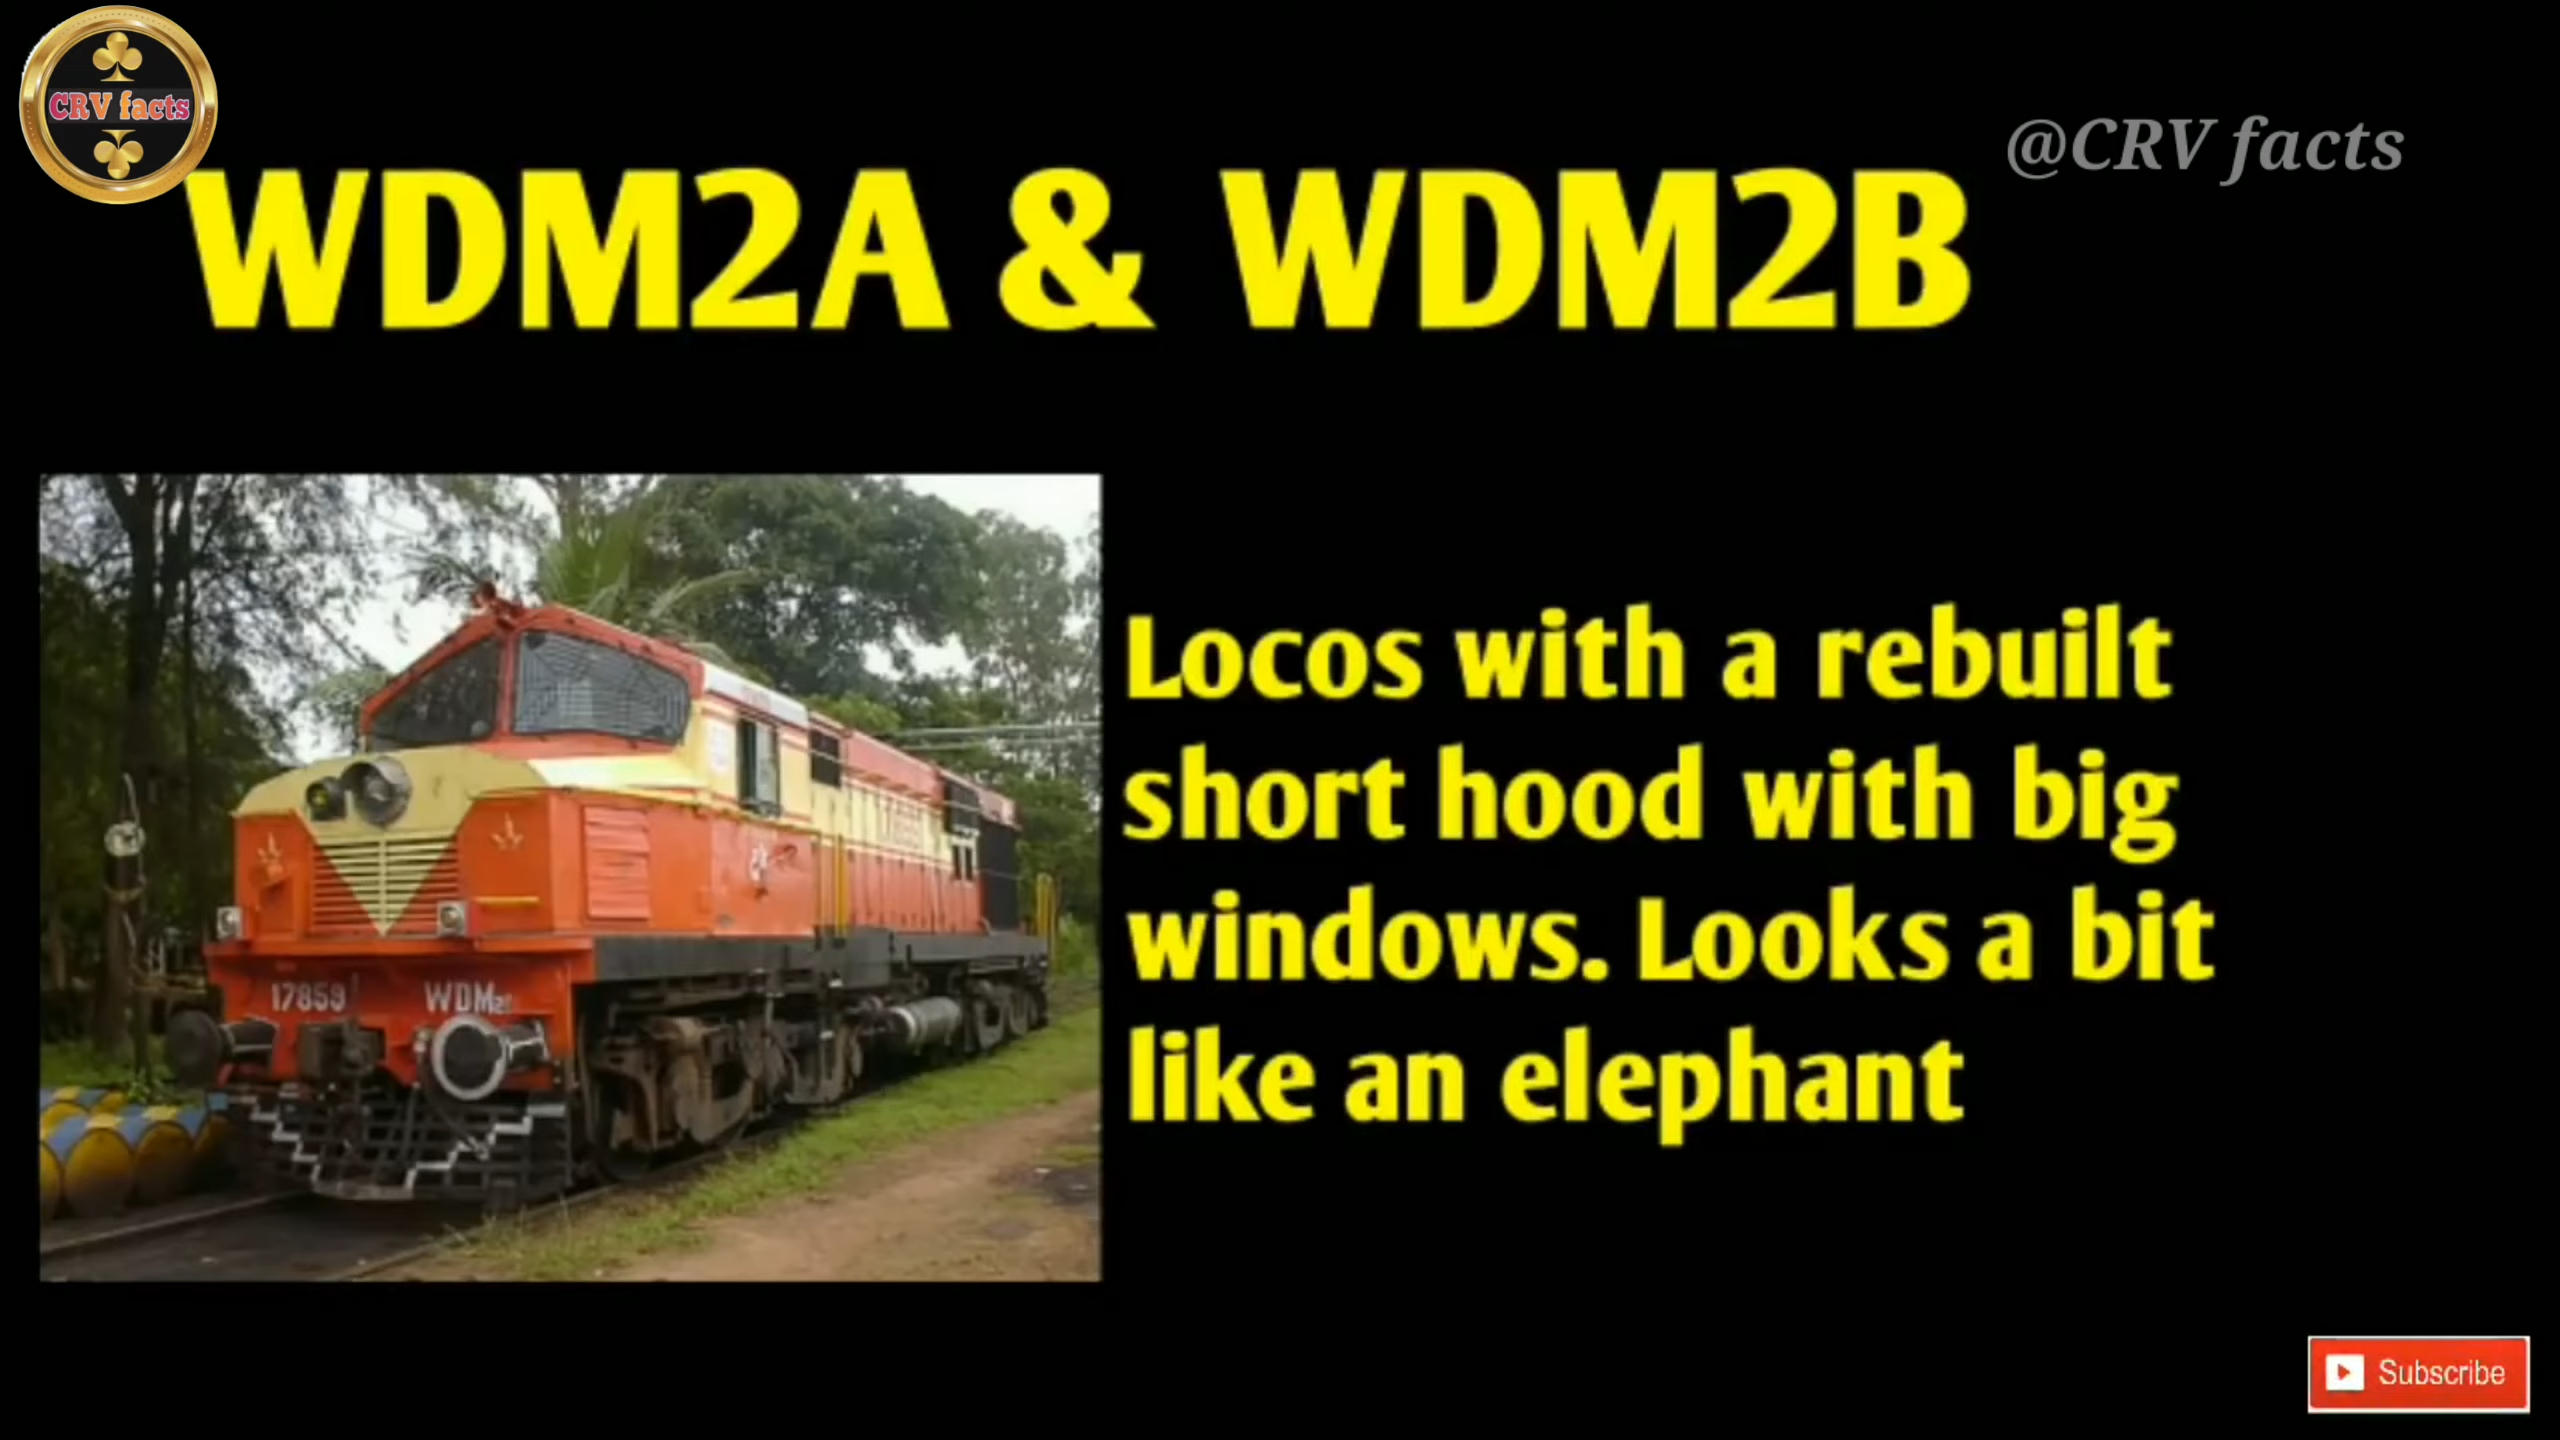 CRV facts
@CRV facts
WDM2A & WDM2B
Locos with a rebuilt
short hood with big
windows. Looks a bit
like an elephant
17859 WDM
Subscribe